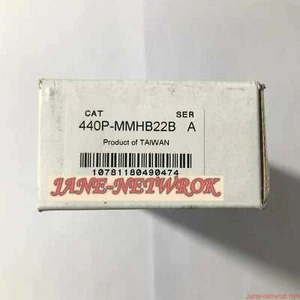 CAT SER
440P-MMHB22B A
Product of TAIWAN
10781180490474
JANE-NETWROK